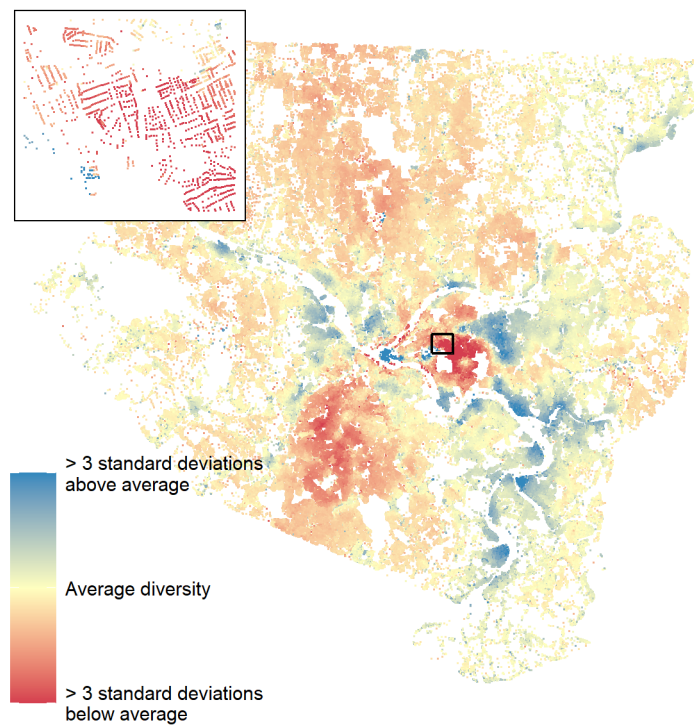 > 3 standard deviations
above average
Average diversity
> 3 standard deviations
below average